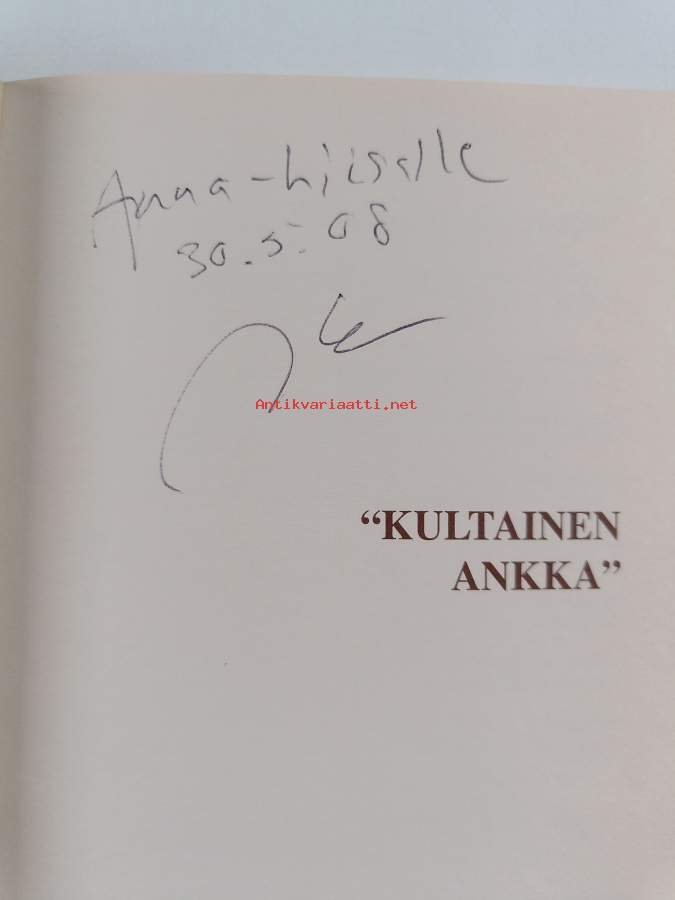 Anna-Liisalle
30.5.08
Antikvariaatti.net
“KULTAINEN
ANKKA”